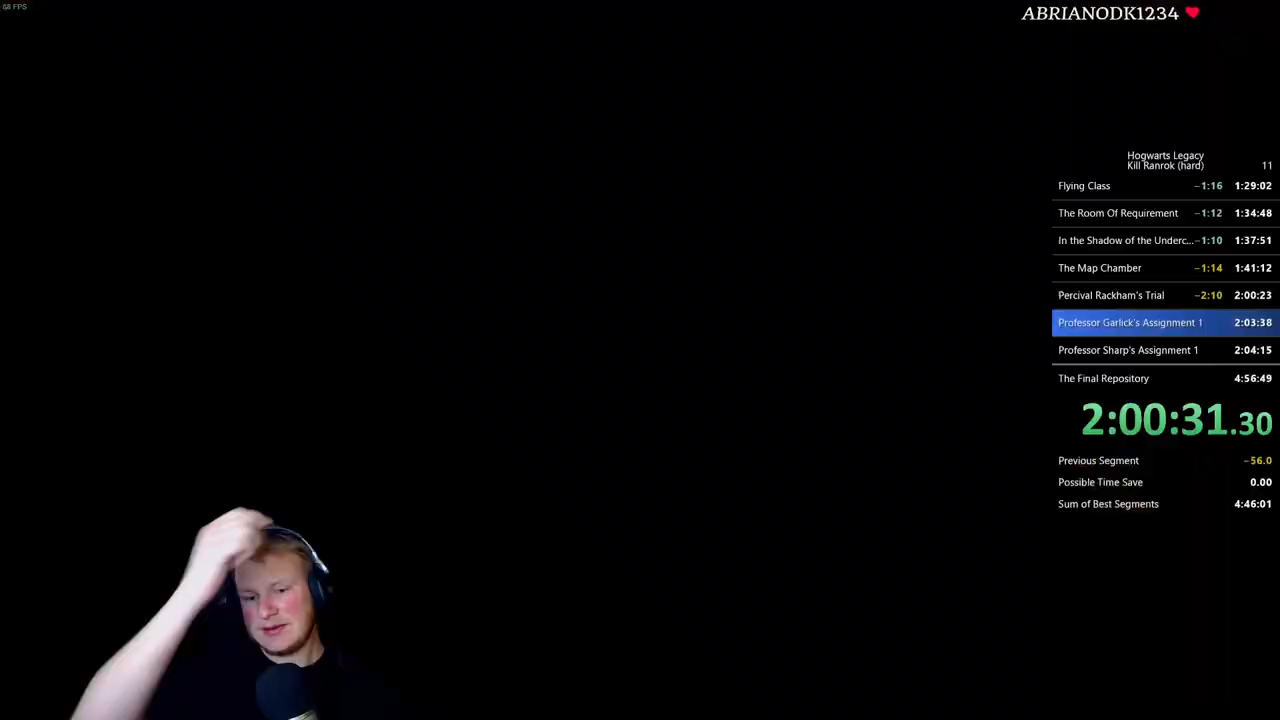 68 FPS
ABRIANODK1234 ❤
Hogwarts Legacy
Kill Ranrok (hard) 11
Flying Class −1:16 1:29:02
The Room Of Requirement −1:12 1:34:48
In the Shadow of the Underc... −1:10 1:37:51
The Map Chamber −1:14 1:41:12
Percival Rackham's Trial −2:10 2:00:23
Professor Garlick's Assignment 1 2:03:38
Professor Sharp's Assignment 1 2:04:15
The Final Repository 4:56:49
2:00:31.30
Previous Segment −56.0
Possible Time Save 0.00
Sum of Best Segments 4:46:01